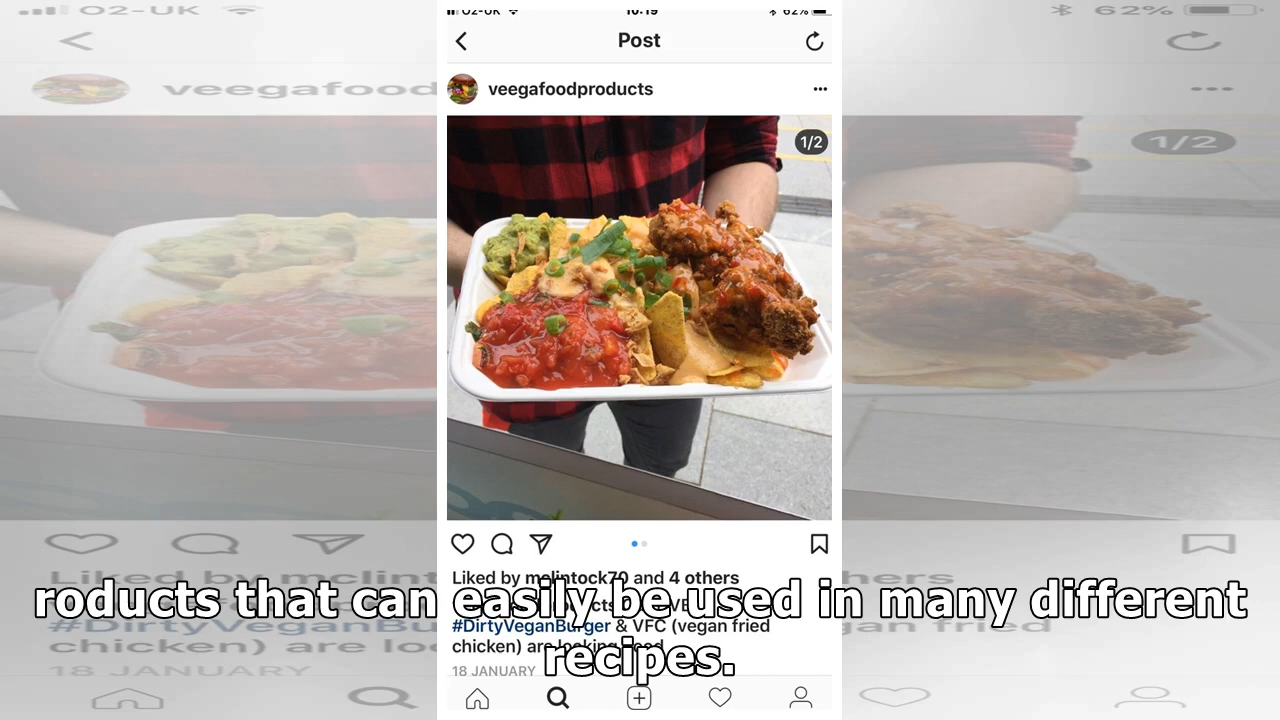 O2-UK 10:19 62%
Post
veegafoodproducts
1/2
Liked by mclintock70 and 4 others
#DirtyVeganBurger & VFC (vegan fried
chicken) are
18 JANUARY
roducts that can easily be used in many different
recipes.